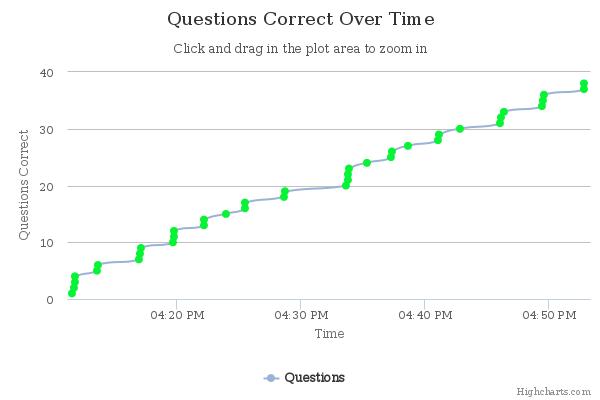 Questions Correct Over Time
Click and drag in the plot area to zoom in
Questions Correct
40
30
20
10
0
04:20 PM
04:30 PM
04:40 PM
04:50 PM
Time
Questions
Highcharts.com